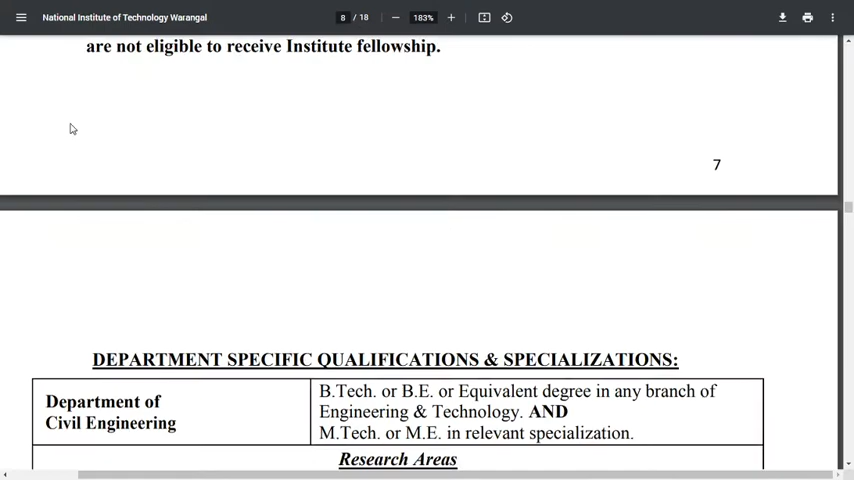 National Institute of Technology Warangal
8 / 18
183%
are not eligible to receive Institute fellowship.
7
DEPARTMENT SPECIFIC QUALIFICATIONS & SPECIALIZATIONS:
Department of
Civil Engineering
B.Tech. or B.E. or Equivalent degree in any branch of
Engineering & Technology. AND
M.Tech. or M.E. in relevant specialization.
Research Areas